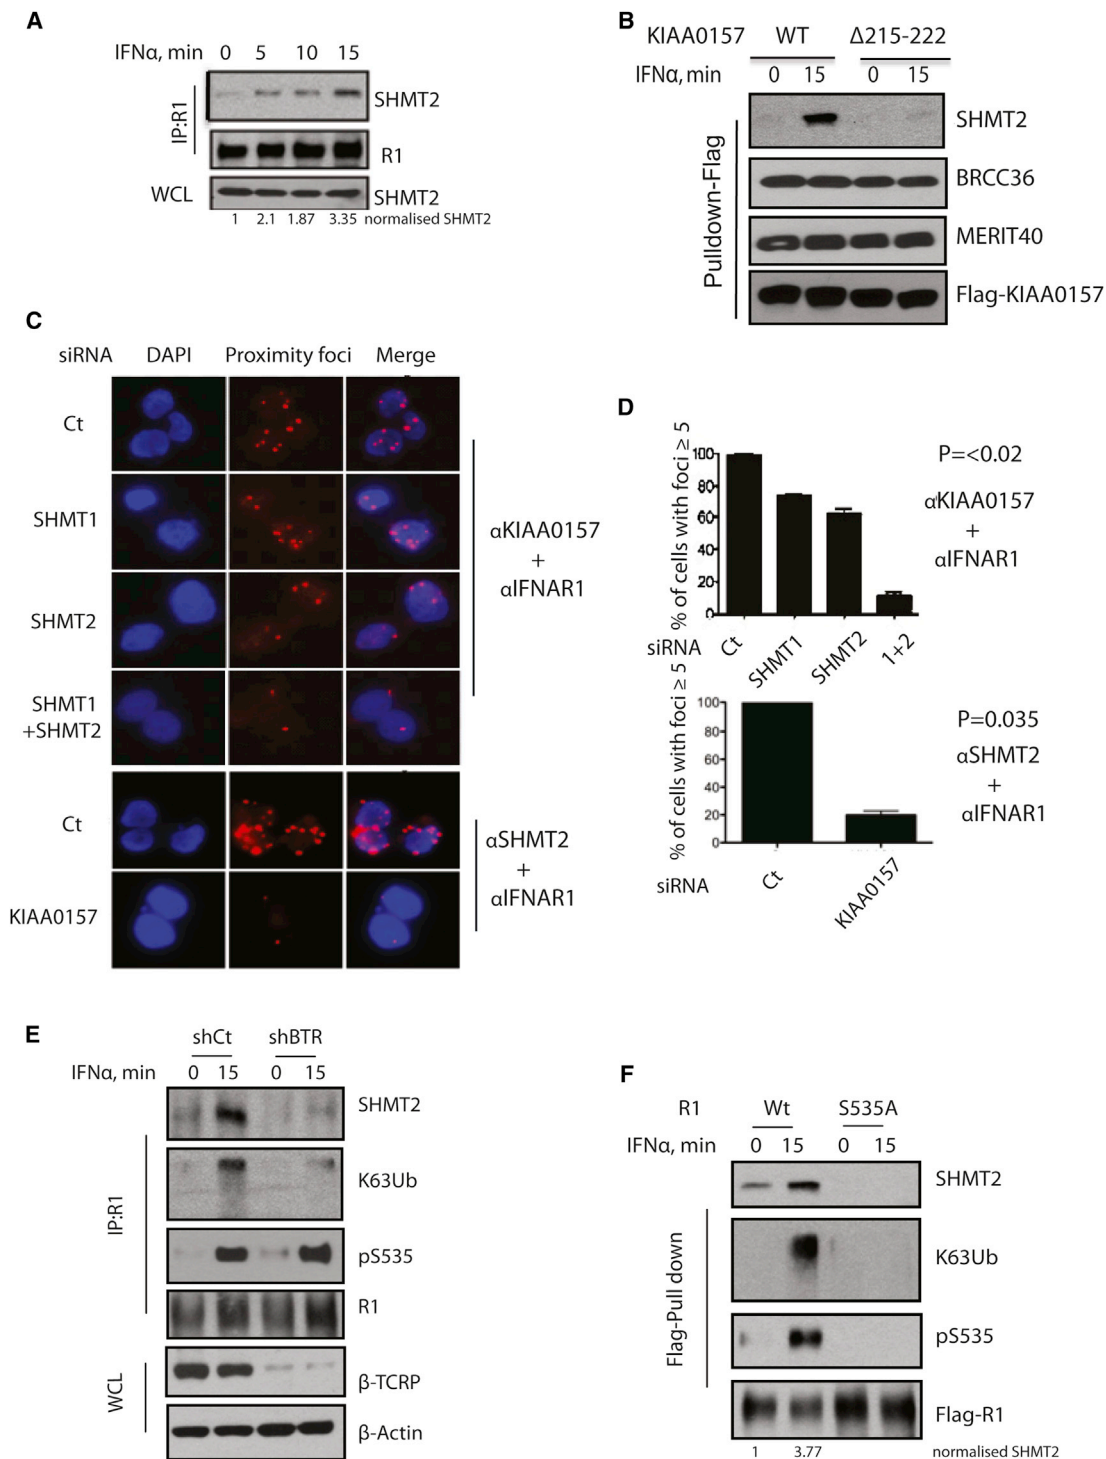 A
IFNα, min 0 5 10 15
IP:R1
SHMT2
R1
WCL
SHMT2
1 2.1 1.87 3.35 normalised SHMT2
B
KIAA0157 WT Δ215-222
IFNα, min 0 15 0 15
Pulldown-Flag
SHMT2
BRCC36
MERIT40
Flag-KIAA0157
C
siRNA DAPI Proximity foci Merge
Ct
SHMT1
SHMT2
SHMT1
+SHMT2
αKIAA0157
+
αIFNAR1
Ct
KIAA0157
αSHMT2
+
αIFNAR1
D
% of cells with foci ≥ 5
100
80
60
40
20
0
siRNA Ct SHMT1 SHMT2 1+2
P=<0.02
αKIAA0157
+
αIFNAR1
% of cells with foci ≥ 5
100
80
60
40
20
0
siRNA Ct KIAA0157
P=0.035
αSHMT2
+
αIFNAR1
E
shCt shBTR
IFNα, min 0 15 0 15
IP:R1
SHMT2
K63Ub
pS535
R1
WCL
β-TCRP
β-Actin
F
R1 Wt S535A
IFNα, min 0 15 0 15
Flag-Pull down
SHMT2
K63Ub
pS535
Flag-R1
1 3.77 normalised SHMT2